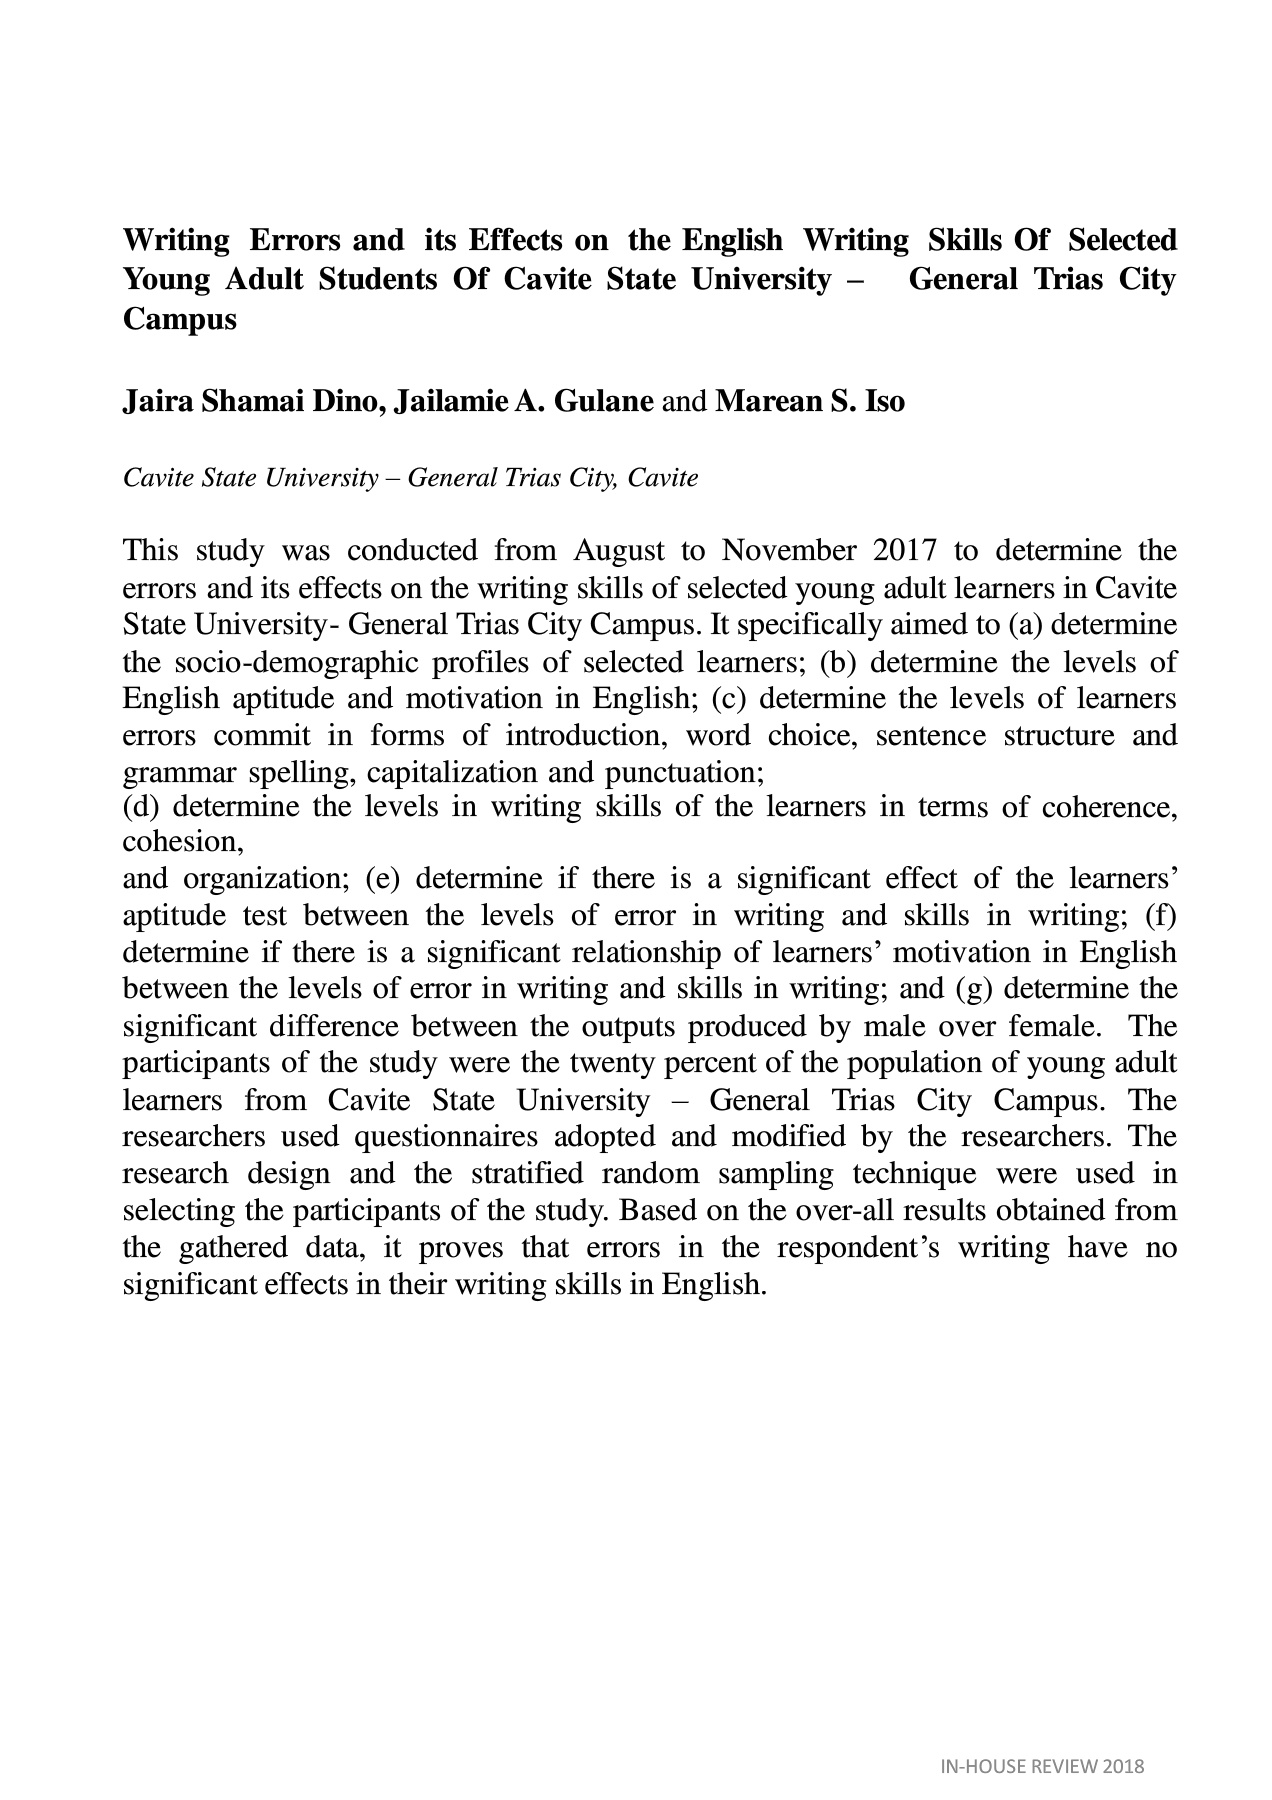 Writing Errors and its Effects on the English Writing Skills Of Selected
Young Adult Students Of Cavite State University – General Trias City
Campus
Jaira Shamai Dino, Jailamie A. Gulane and Marean S. Iso
Cavite State University – General Trias City, Cavite
This study was conducted from August to November 2017 to determine the
errors and its effects on the writing skills of selected young adult learners in Cavite
State University- General Trias City Campus. It specifically aimed to (a) determine
the socio-demographic profiles of selected learners; (b) determine the levels of
English aptitude and motivation in English; (c) determine the levels of learners
errors commit in forms of introduction, word choice, sentence structure and
grammar spelling, capitalization and punctuation;
(d) determine the levels in writing skills of the learners in terms of coherence,
cohesion,
and organization; (e) determine if there is a significant effect of the learners’
aptitude test between the levels of error in writing and skills in writing; (f)
determine if there is a significant relationship of learners’ motivation in English
between the levels of error in writing and skills in writing; and (g) determine the
significant difference between the outputs produced by male over female. The
participants of the study were the twenty percent of the population of young adult
learners from Cavite State University – General Trias City Campus. The
researchers used questionnaires adopted and modified by the researchers. The
research design and the stratified random sampling technique were used in
selecting the participants of the study. Based on the over-all results obtained from
the gathered data, it proves that errors in the respondent’s writing have no
significant effects in their writing skills in English.
IN-HOUSE REVIEW 2018